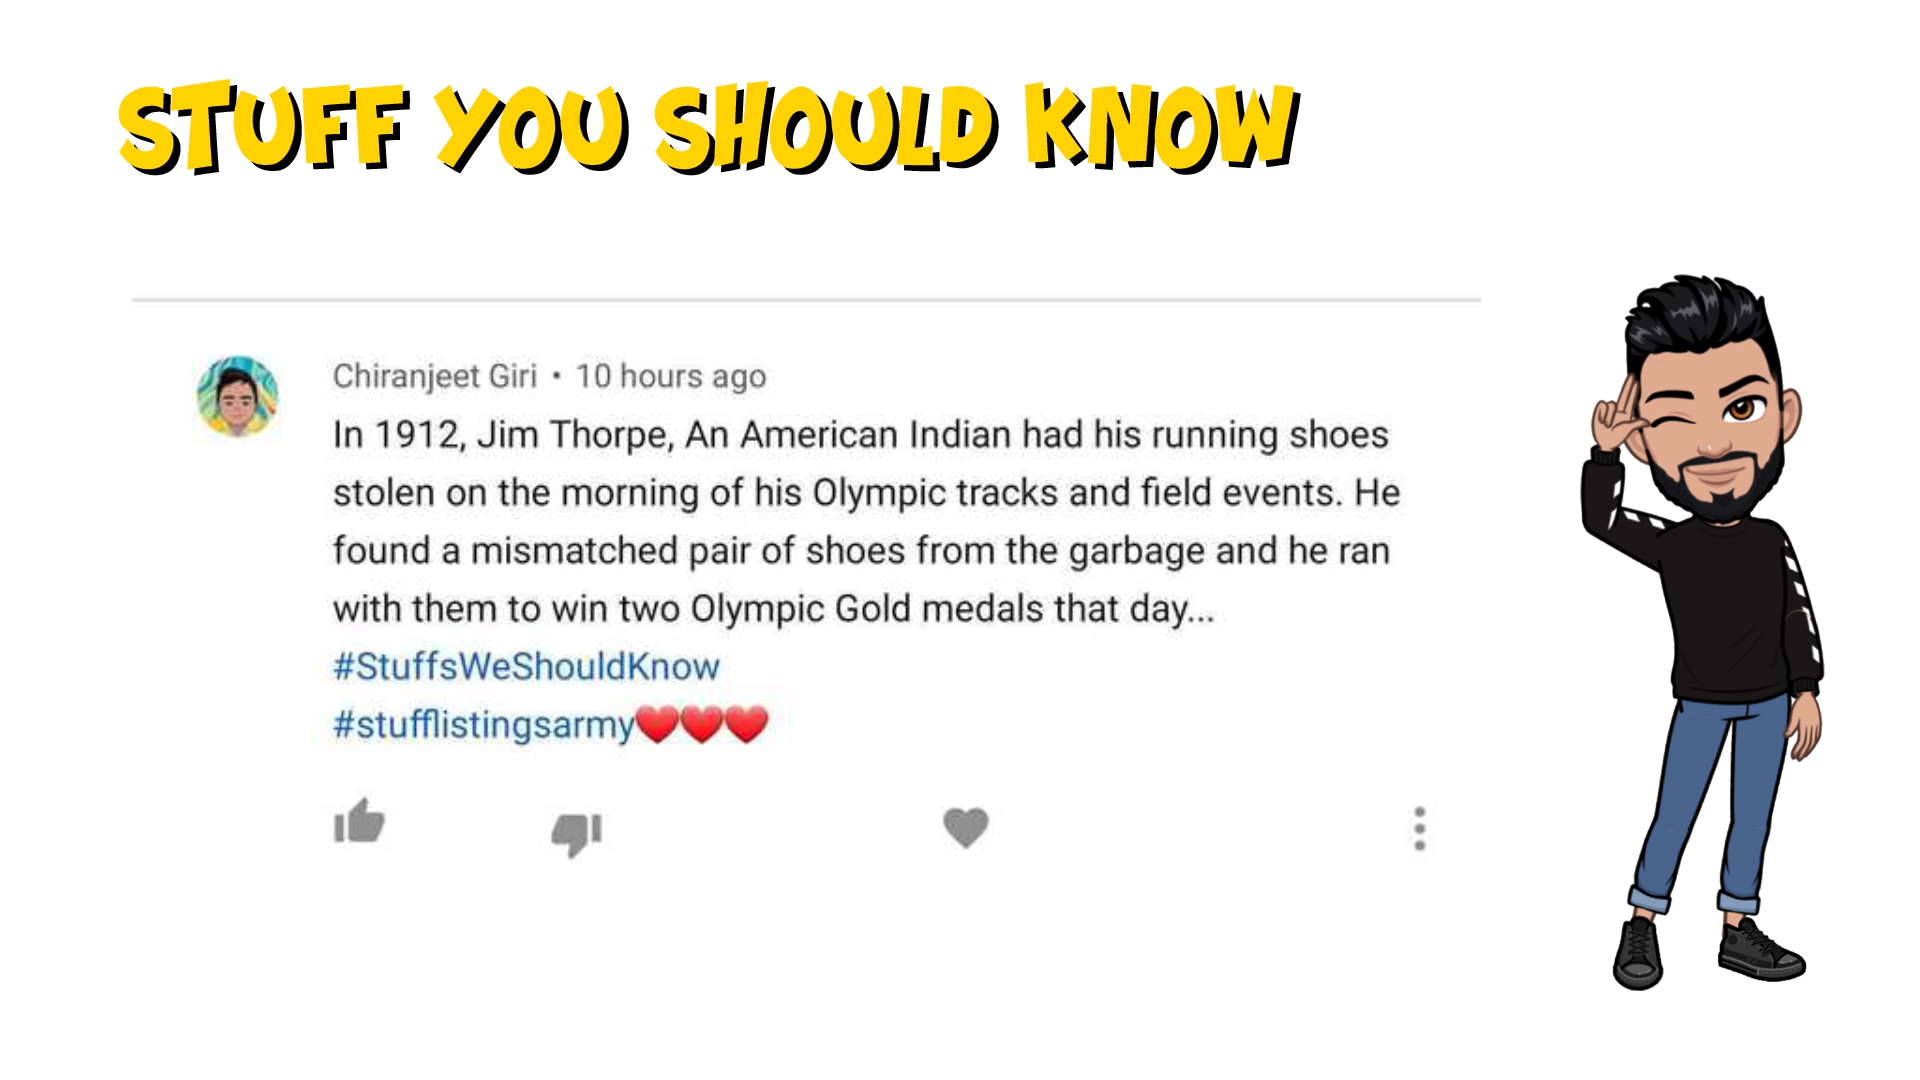 STUFF YOU SHOULD KNOW
Chiranjeet Giri • 10 hours ago
In 1912, Jim Thorpe, An American Indian had his running shoes
stolen on the morning of his Olympic tracks and field events. He
found a mismatched pair of shoes from the garbage and he ran
with them to win two Olympic Gold medals that day...
#StuffsWeShouldKnow
#stufflistingsarmy❤️❤️❤️